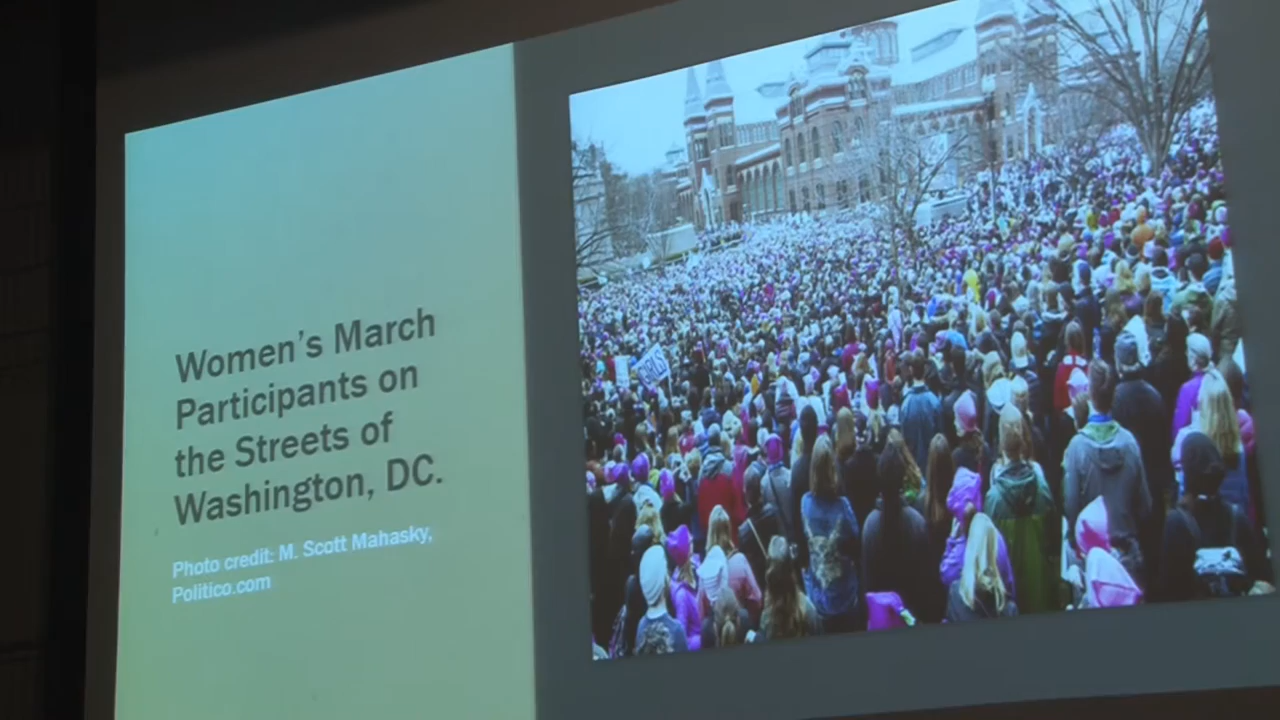 Women's March
Participants on
the Streets of
Washington, DC.
Photo credit: M. Scott Mahasky,
Politico.com